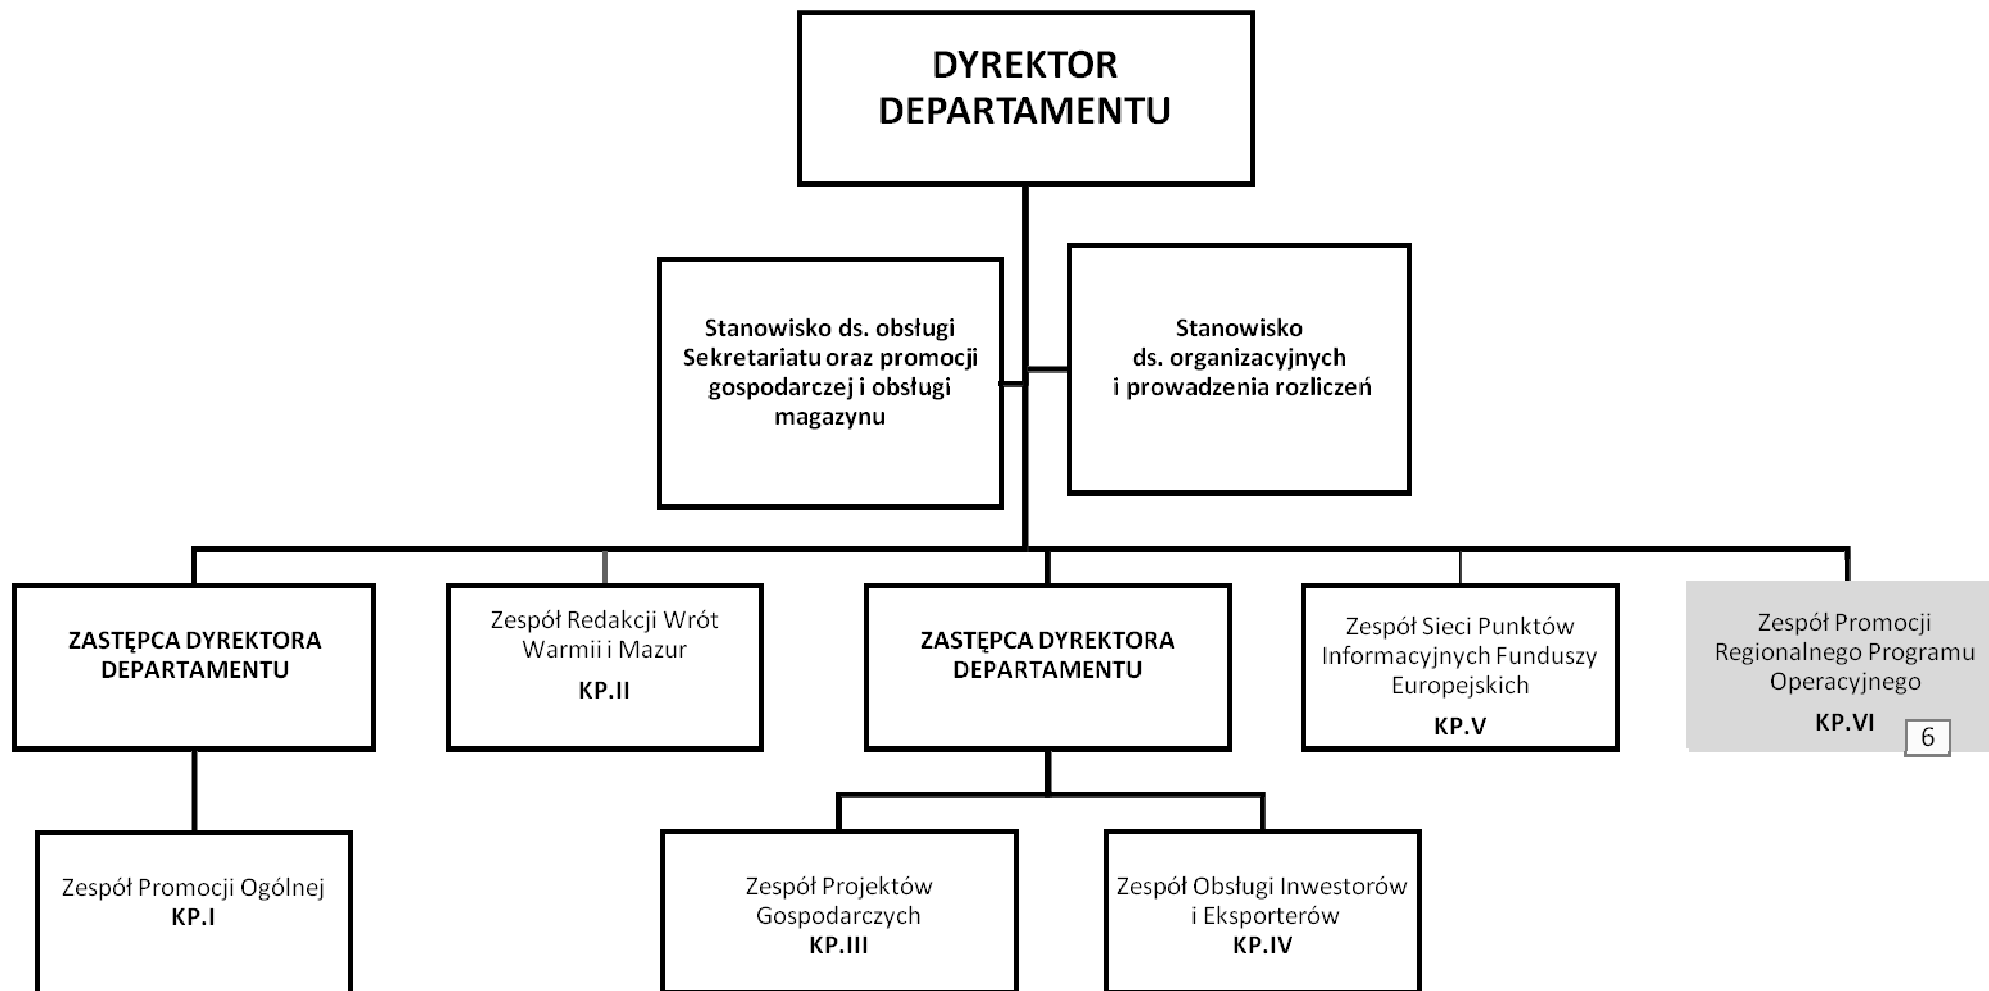 DYREKTOR
DEPARTAMENTU
Stanowisko ds. obsługi
Sekretariatu oraz promocji
gospodarczej i obsługi
magazynu
Stanowisko
ds. organizacyjnych
i prowadzenia rozliczeń
ZASTĘPCA DYREKTORA
DEPARTAMENTU
Zespół Redakcji Wrót
Warmii i Mazur
KP.II
ZASTĘPCA DYREKTORA
DEPARTAMENTU
Zespół Sieci Punktów
Informacyjnych Funduszy
Europejskich
KP.V
Zespół Promocji
Regionalnego Programu
Operacyjnego
KP.VI
6
Zespół Promocji Ogólnej
KP.I
Zespół Projektów
Gospodarczych
KP.III
Zespół Obsługi Inwestorów
i Eksporterów
KP.IV